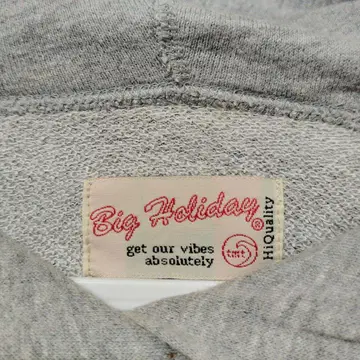 Big Holiday®
get our vibes
absolutely
tmt
HiQuality